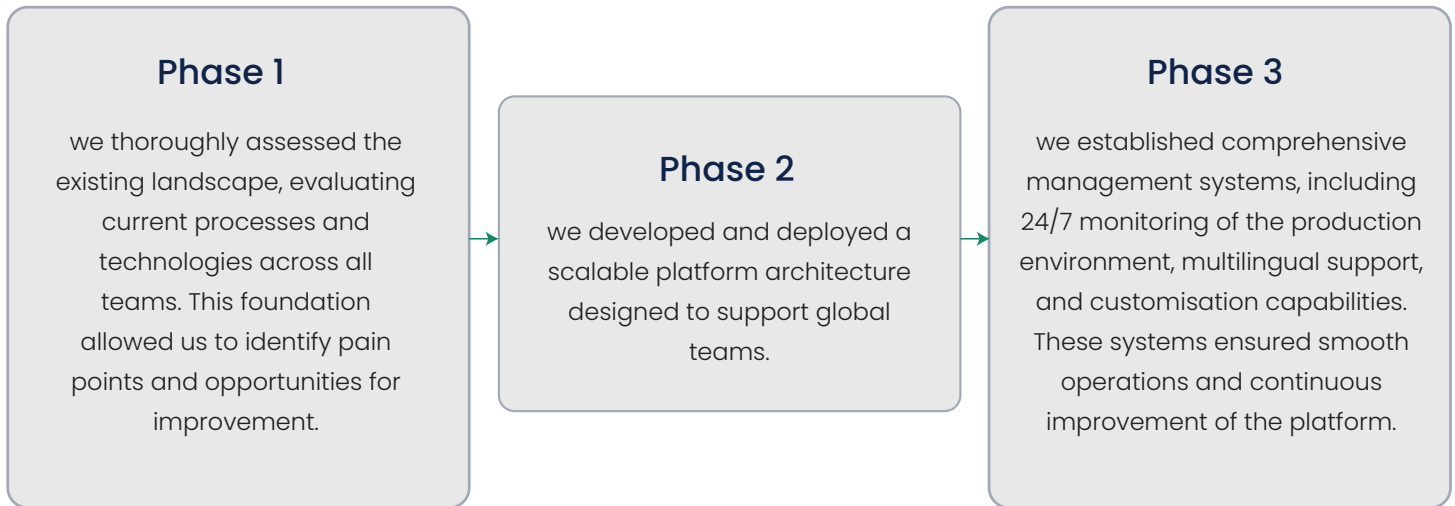 Phase 1
we thoroughly assessed the
existing landscape, evaluating
current processes and
technologies across all
teams. This foundation
allowed us to identify pain
points and opportunities for
improvement.
Phase 2
we developed and deployed a
scalable platform architecture
designed to support global
teams.
Phase 3
we established comprehensive
management systems, including
24/7 monitoring of the production
environment, multilingual support,
and customisation capabilities.
These systems ensured smooth
operations and continuous
improvement of the platform.